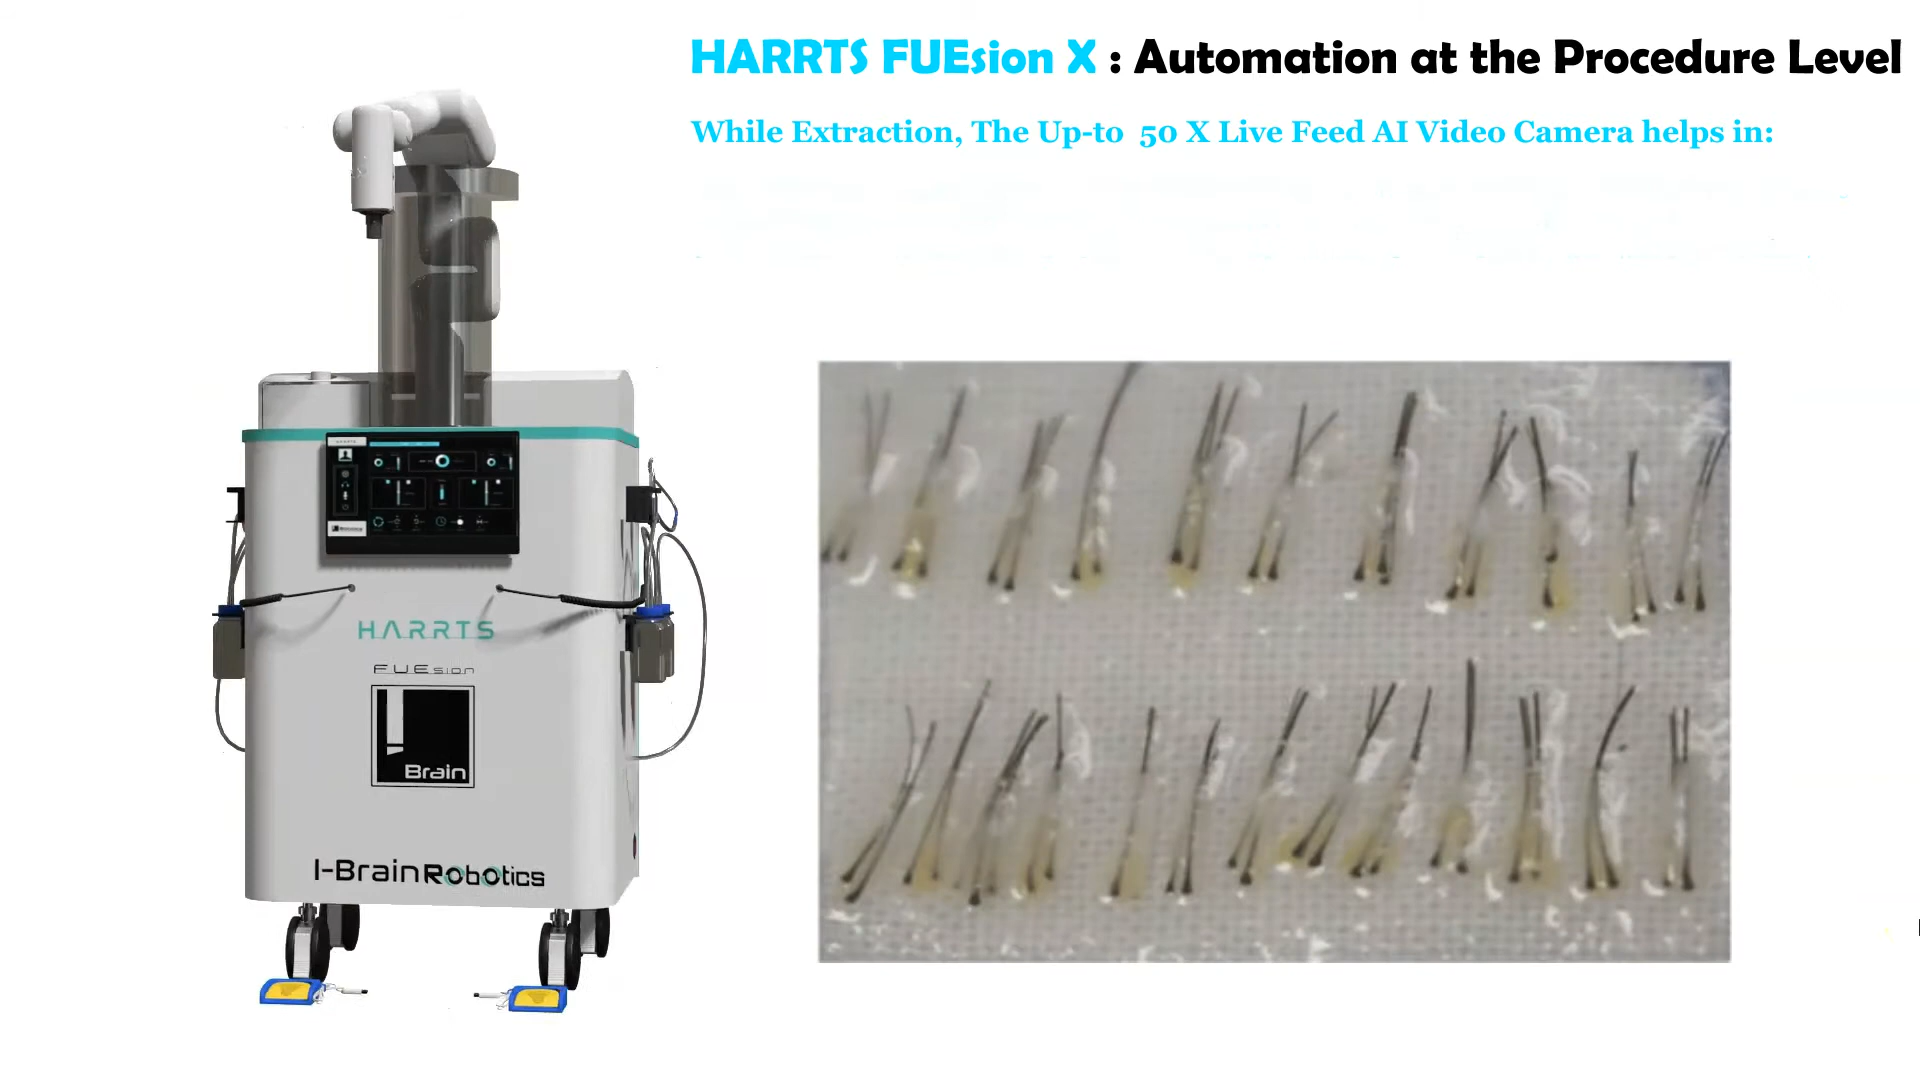 HARRTS FUEsion X : Automation at the Procedure Level
While Extraction, The Up-to 50 X Live Feed AI Video Camera helps in:
HARRTS
FUEsion
Brain
I-BrainRobotics